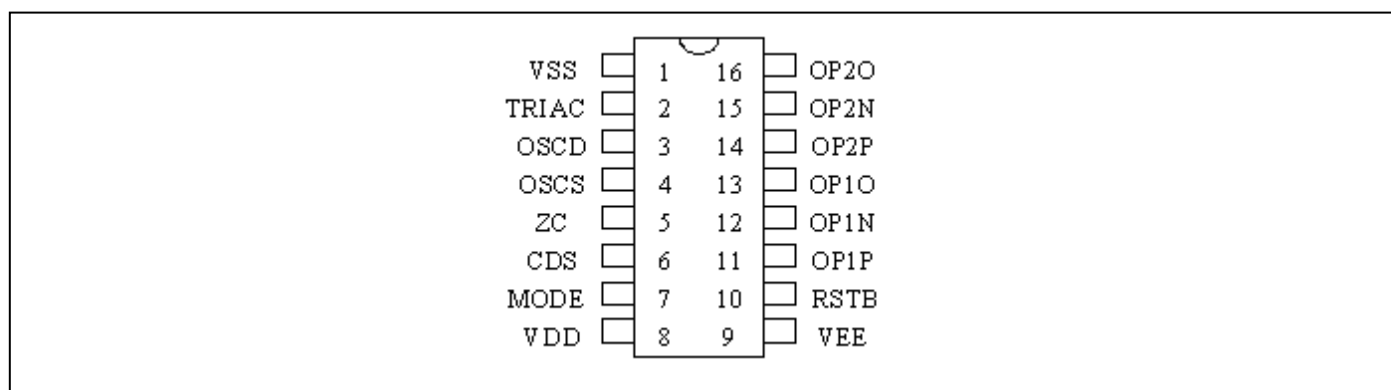 VSS 1 16 OP2O
TRIAC 2 15 OP2N
OSCD 3 14 OP2P
OSCS 4 13 OP1O
ZC 5 12 OP1N
CDS 6 11 OP1P
MODE 7 10 RSTB
VDD 8 9 VEE